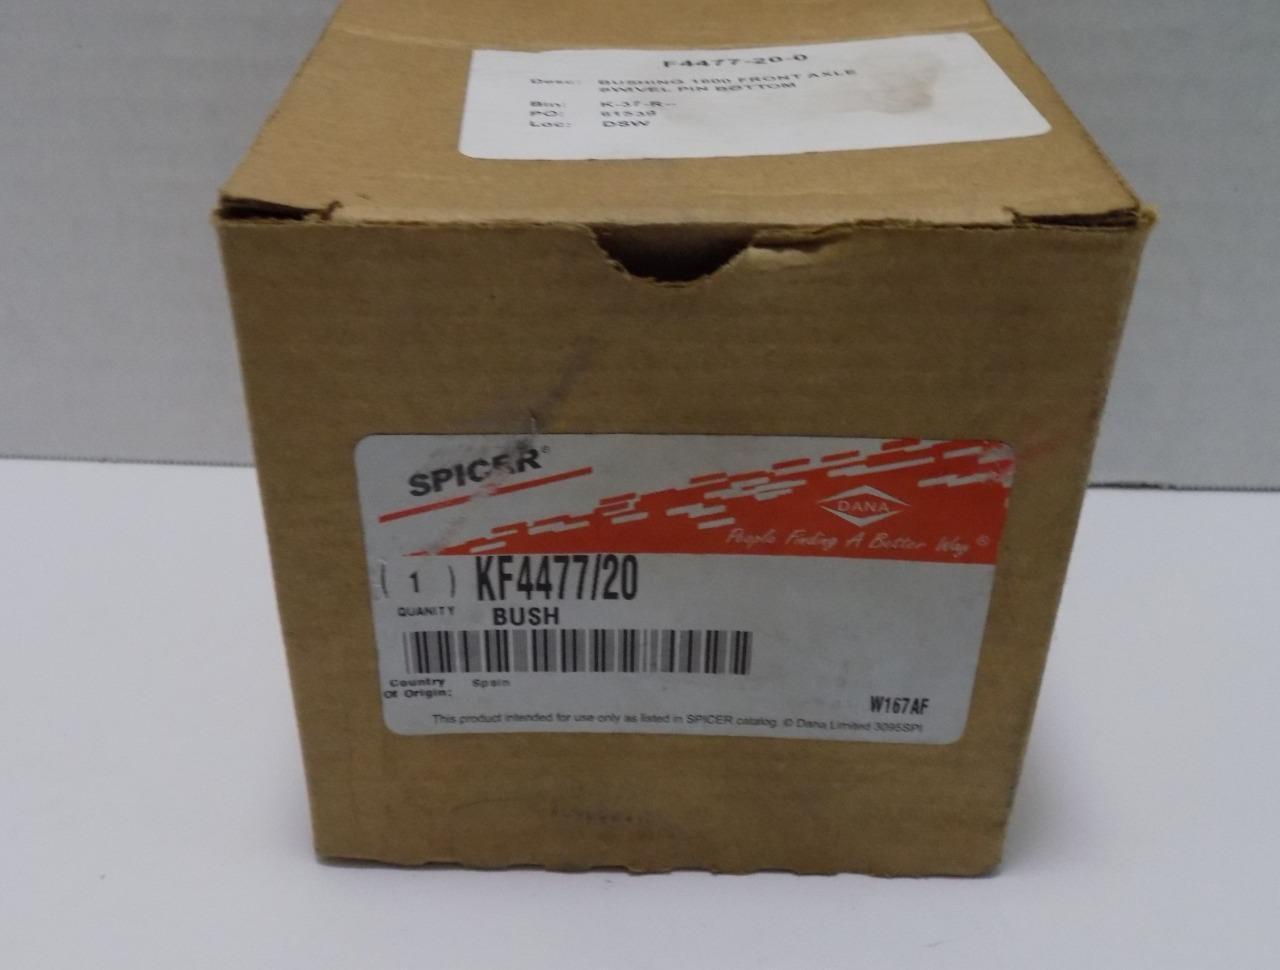 F4477-20-0
Desc: BUSHING 1800 FRONT AXLE
SWIVEL PIN BOTTOM
Bin: K-37-R--
PO: 61539
Loc: DSW
SPICER®
DANA
People Finding A Better Way®
( 1 ) KF4477/20
QUANITY BUSH
Country Spain
Of Origin:
W167AF
This product intended for use only as listed in SPICER catalog. © Dana Limited 3095SPI